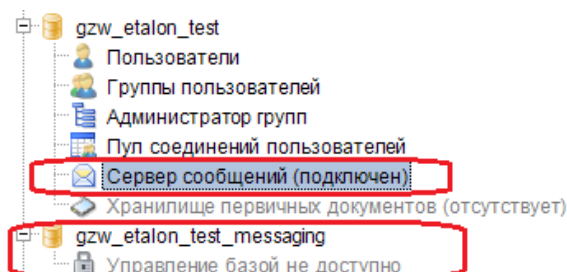 gzw_etalon_test
Пользователи
Группы пользователей
Администратор групп
Пул соединений пользователей
Сервер сообщений (подключен)
Хранилище первичных документов (отсутствует)
gzw_etalon_test_messaging
Управление базой не доступно